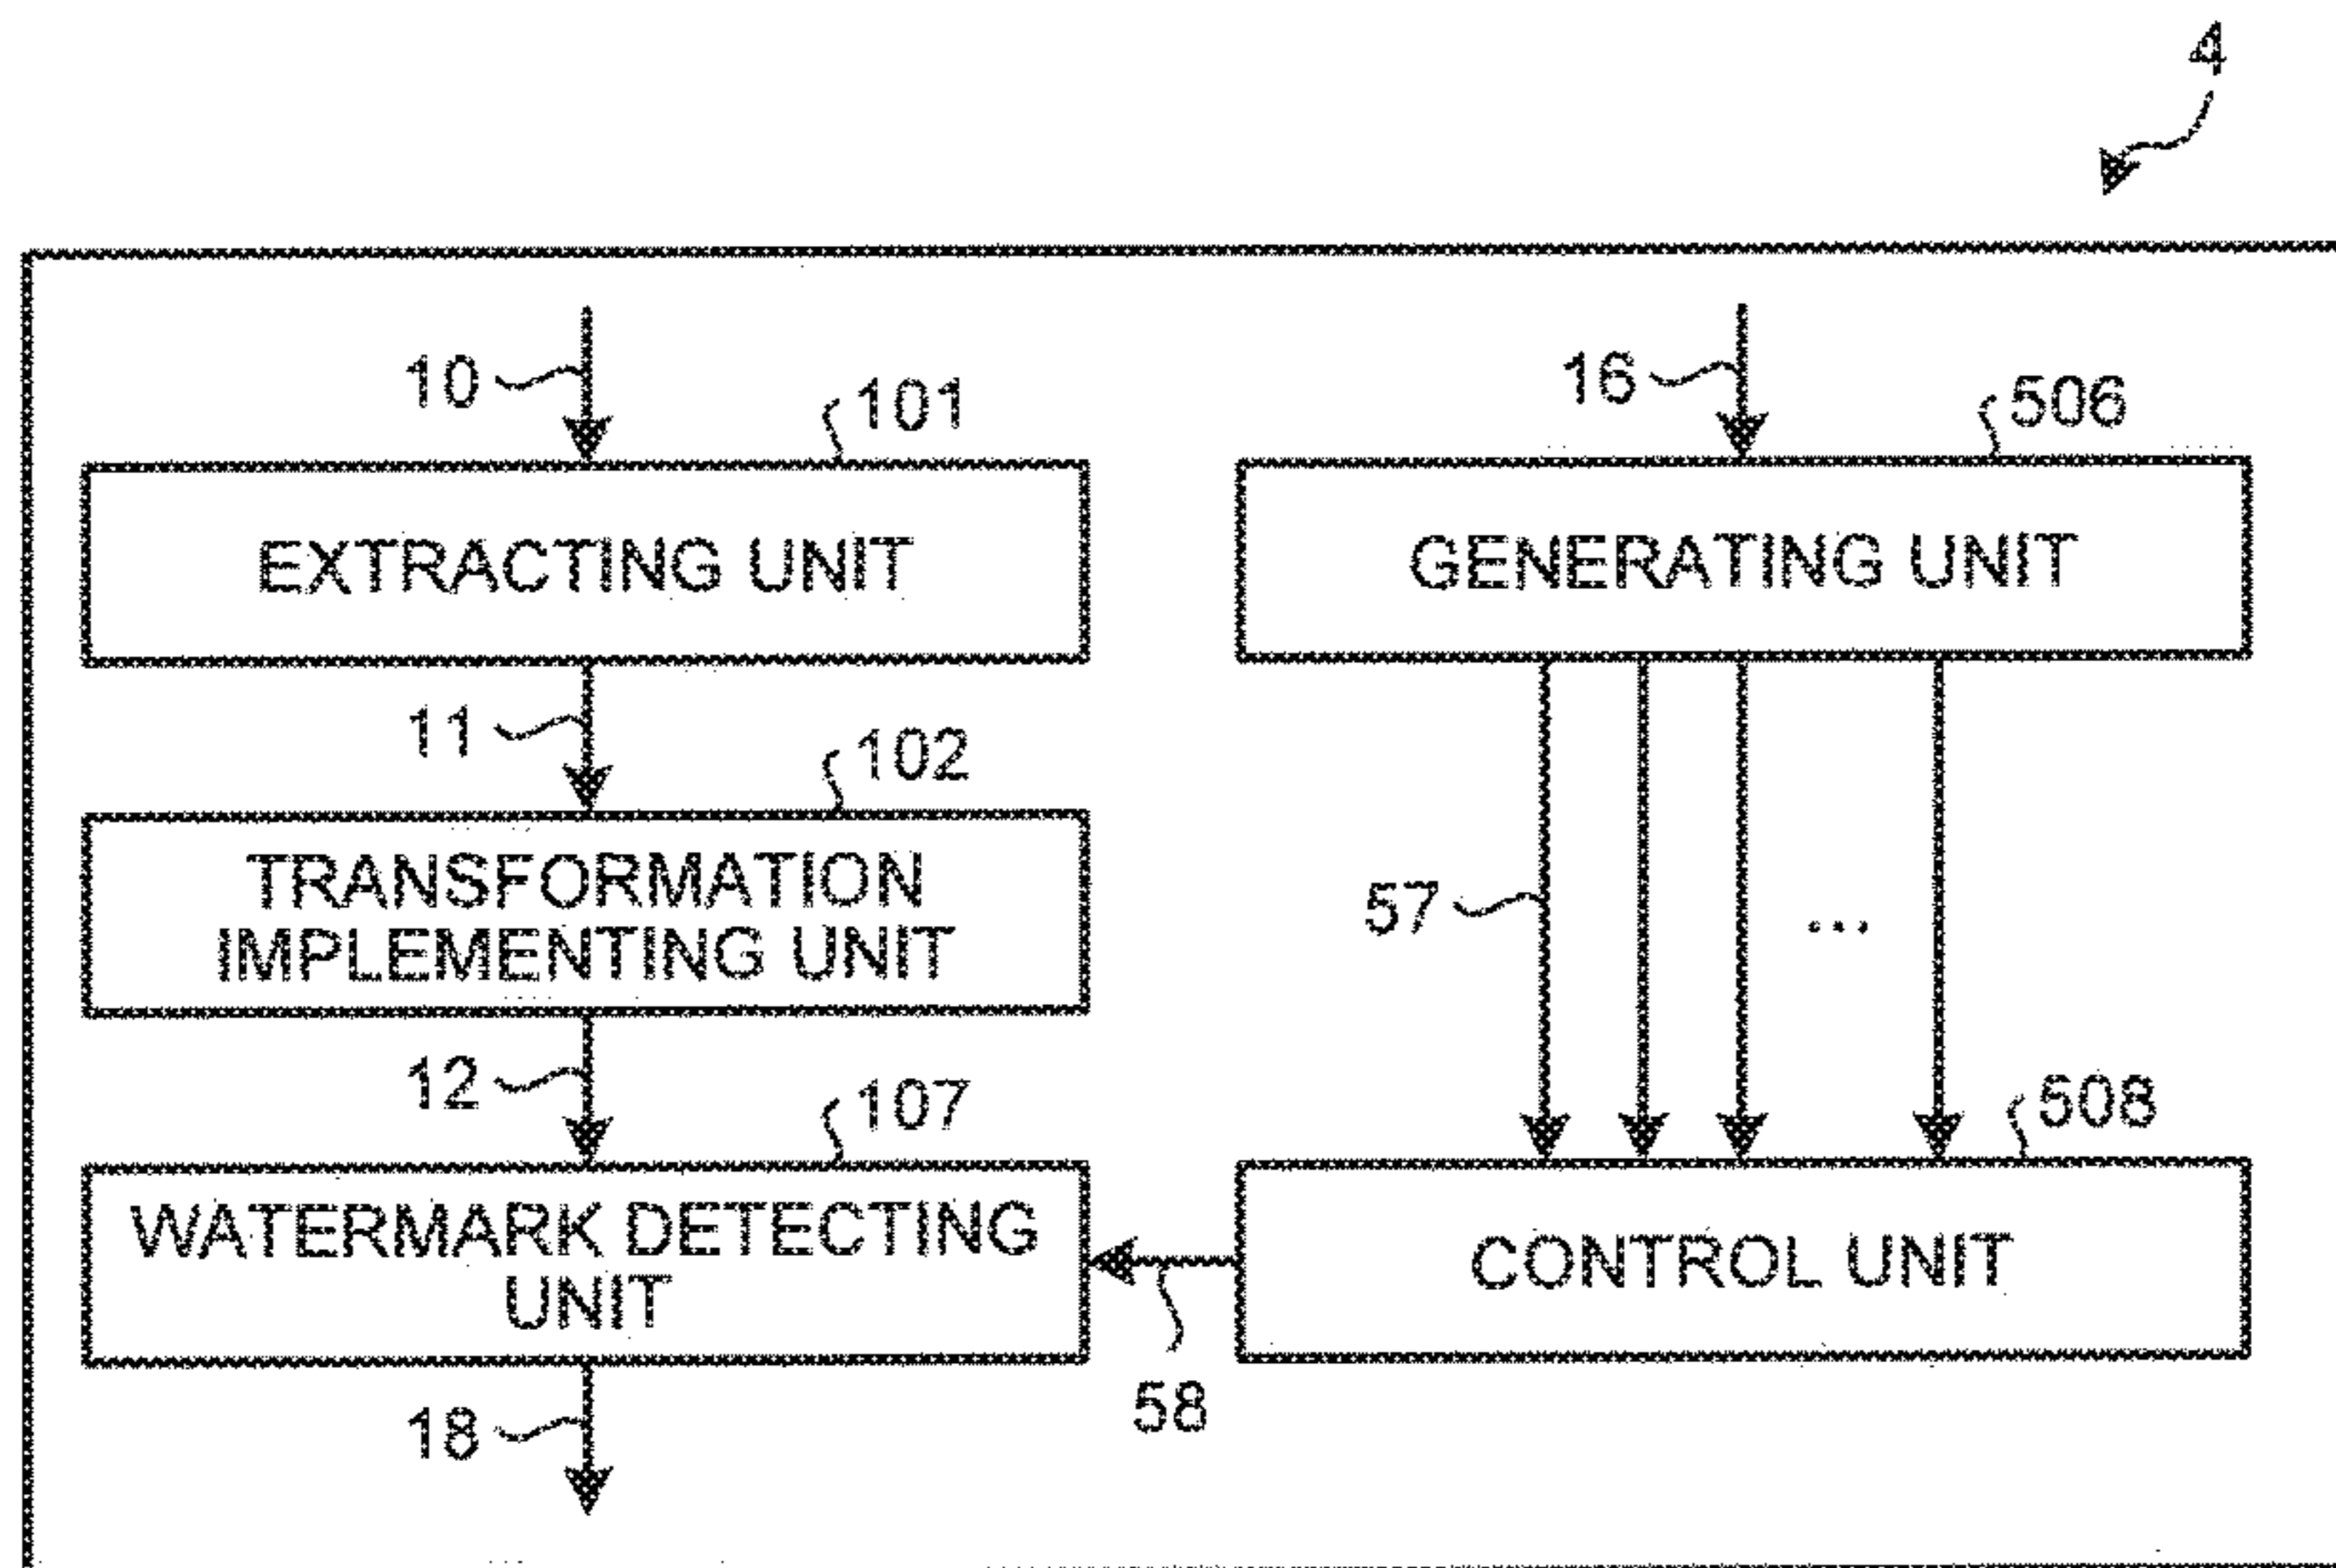 4
10
101
16
506
EXTRACTING UNIT
GENERATING UNIT
11
102
TRANSFORMATION
IMPLEMENTING UNIT
57
...
12
107
508
WATERMARK DETECTING
UNIT
CONTROL UNIT
58
18